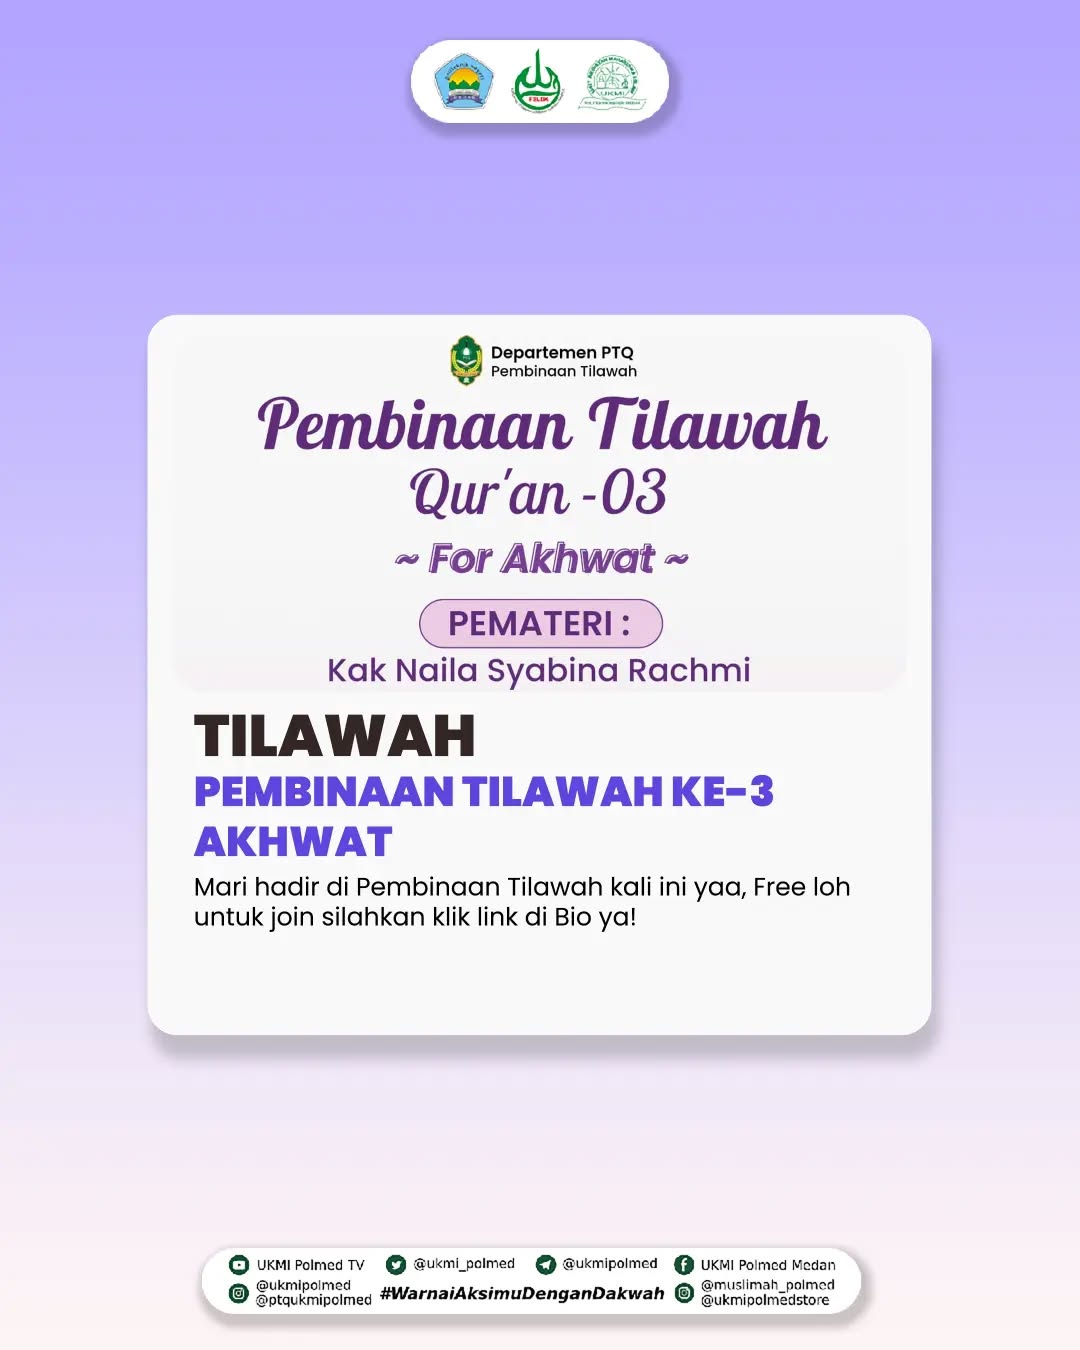 FSLDK
UKMI
Departemen PTQ
Pembinaan Tilawah
Pembinaan Tilawah
Qur'an -03
~ For Akhwat ~
PEMATERI :
Kak Naila Syabina Rachmi
TILAWAH
PEMBINAAN TILAWAH KE-3
AKHWAT
Mari hadir di Pembinaan Tilawah kali ini yaa, Free loh
untuk join silahkan klik link di Bio ya!
UKMI Polmed TV @ukmi_polmed @ukmipolmed UKMI Polmed Medan
@ukmipolmed
@ptqukmipolmed
#WarnaiAksimuDenganDakwah
@muslimah_polmed
@ukmipolmedstore